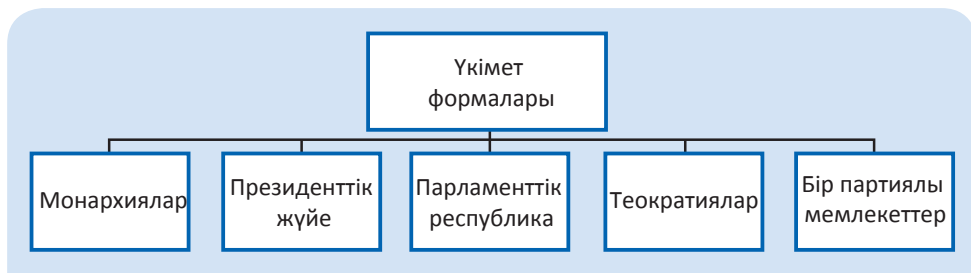 Үкімет
формалары
Монархиялар
Президенттік
жүйе
Парламенттік
республика
Теократиялар
Бір партиялы
мемлекеттер